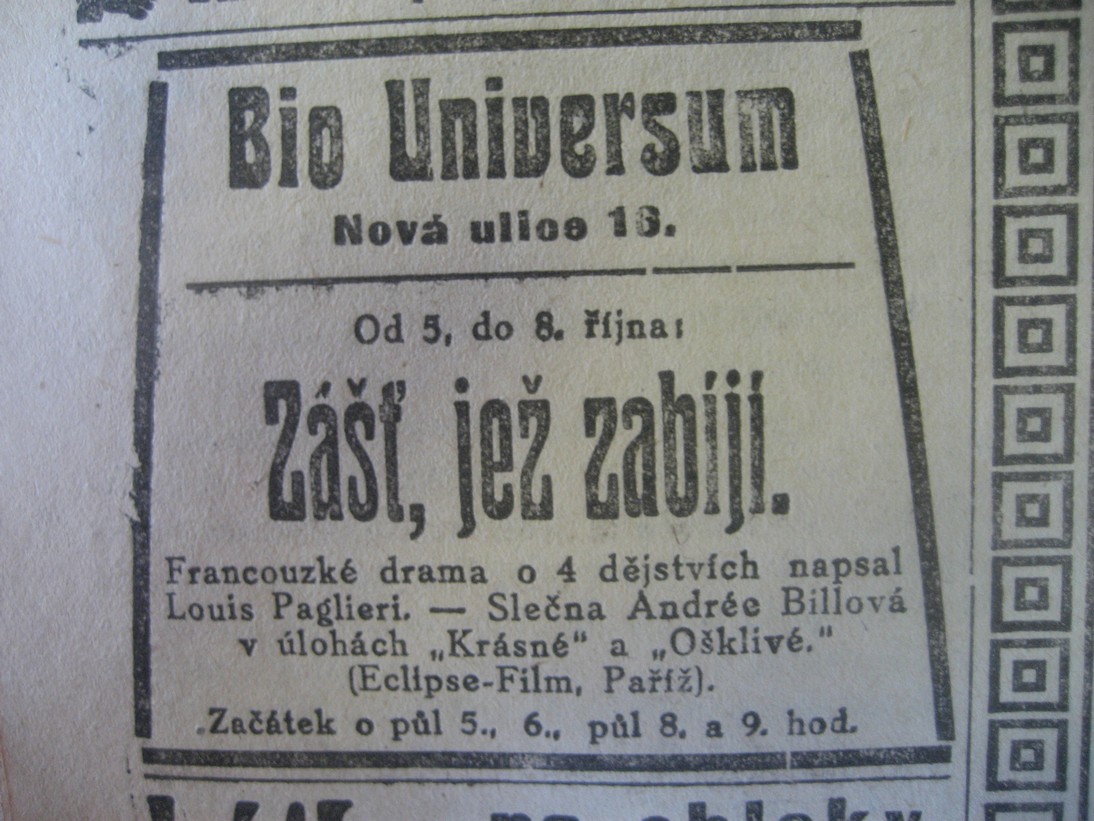 Bio Universum
Nová ulice 16.
Od 5, do 8. října:
Zášť, jež zabíjí.
Francouzké drama o 4 dějstvích napsal
Louis Paglieri. — Slečna Andrée Billová
v úlohách „Krásné“ a „Ošklivé.“
(Eclipse-Film, Paříž).
Začátek o půl 5., 6., půl 8. a 9. hod.